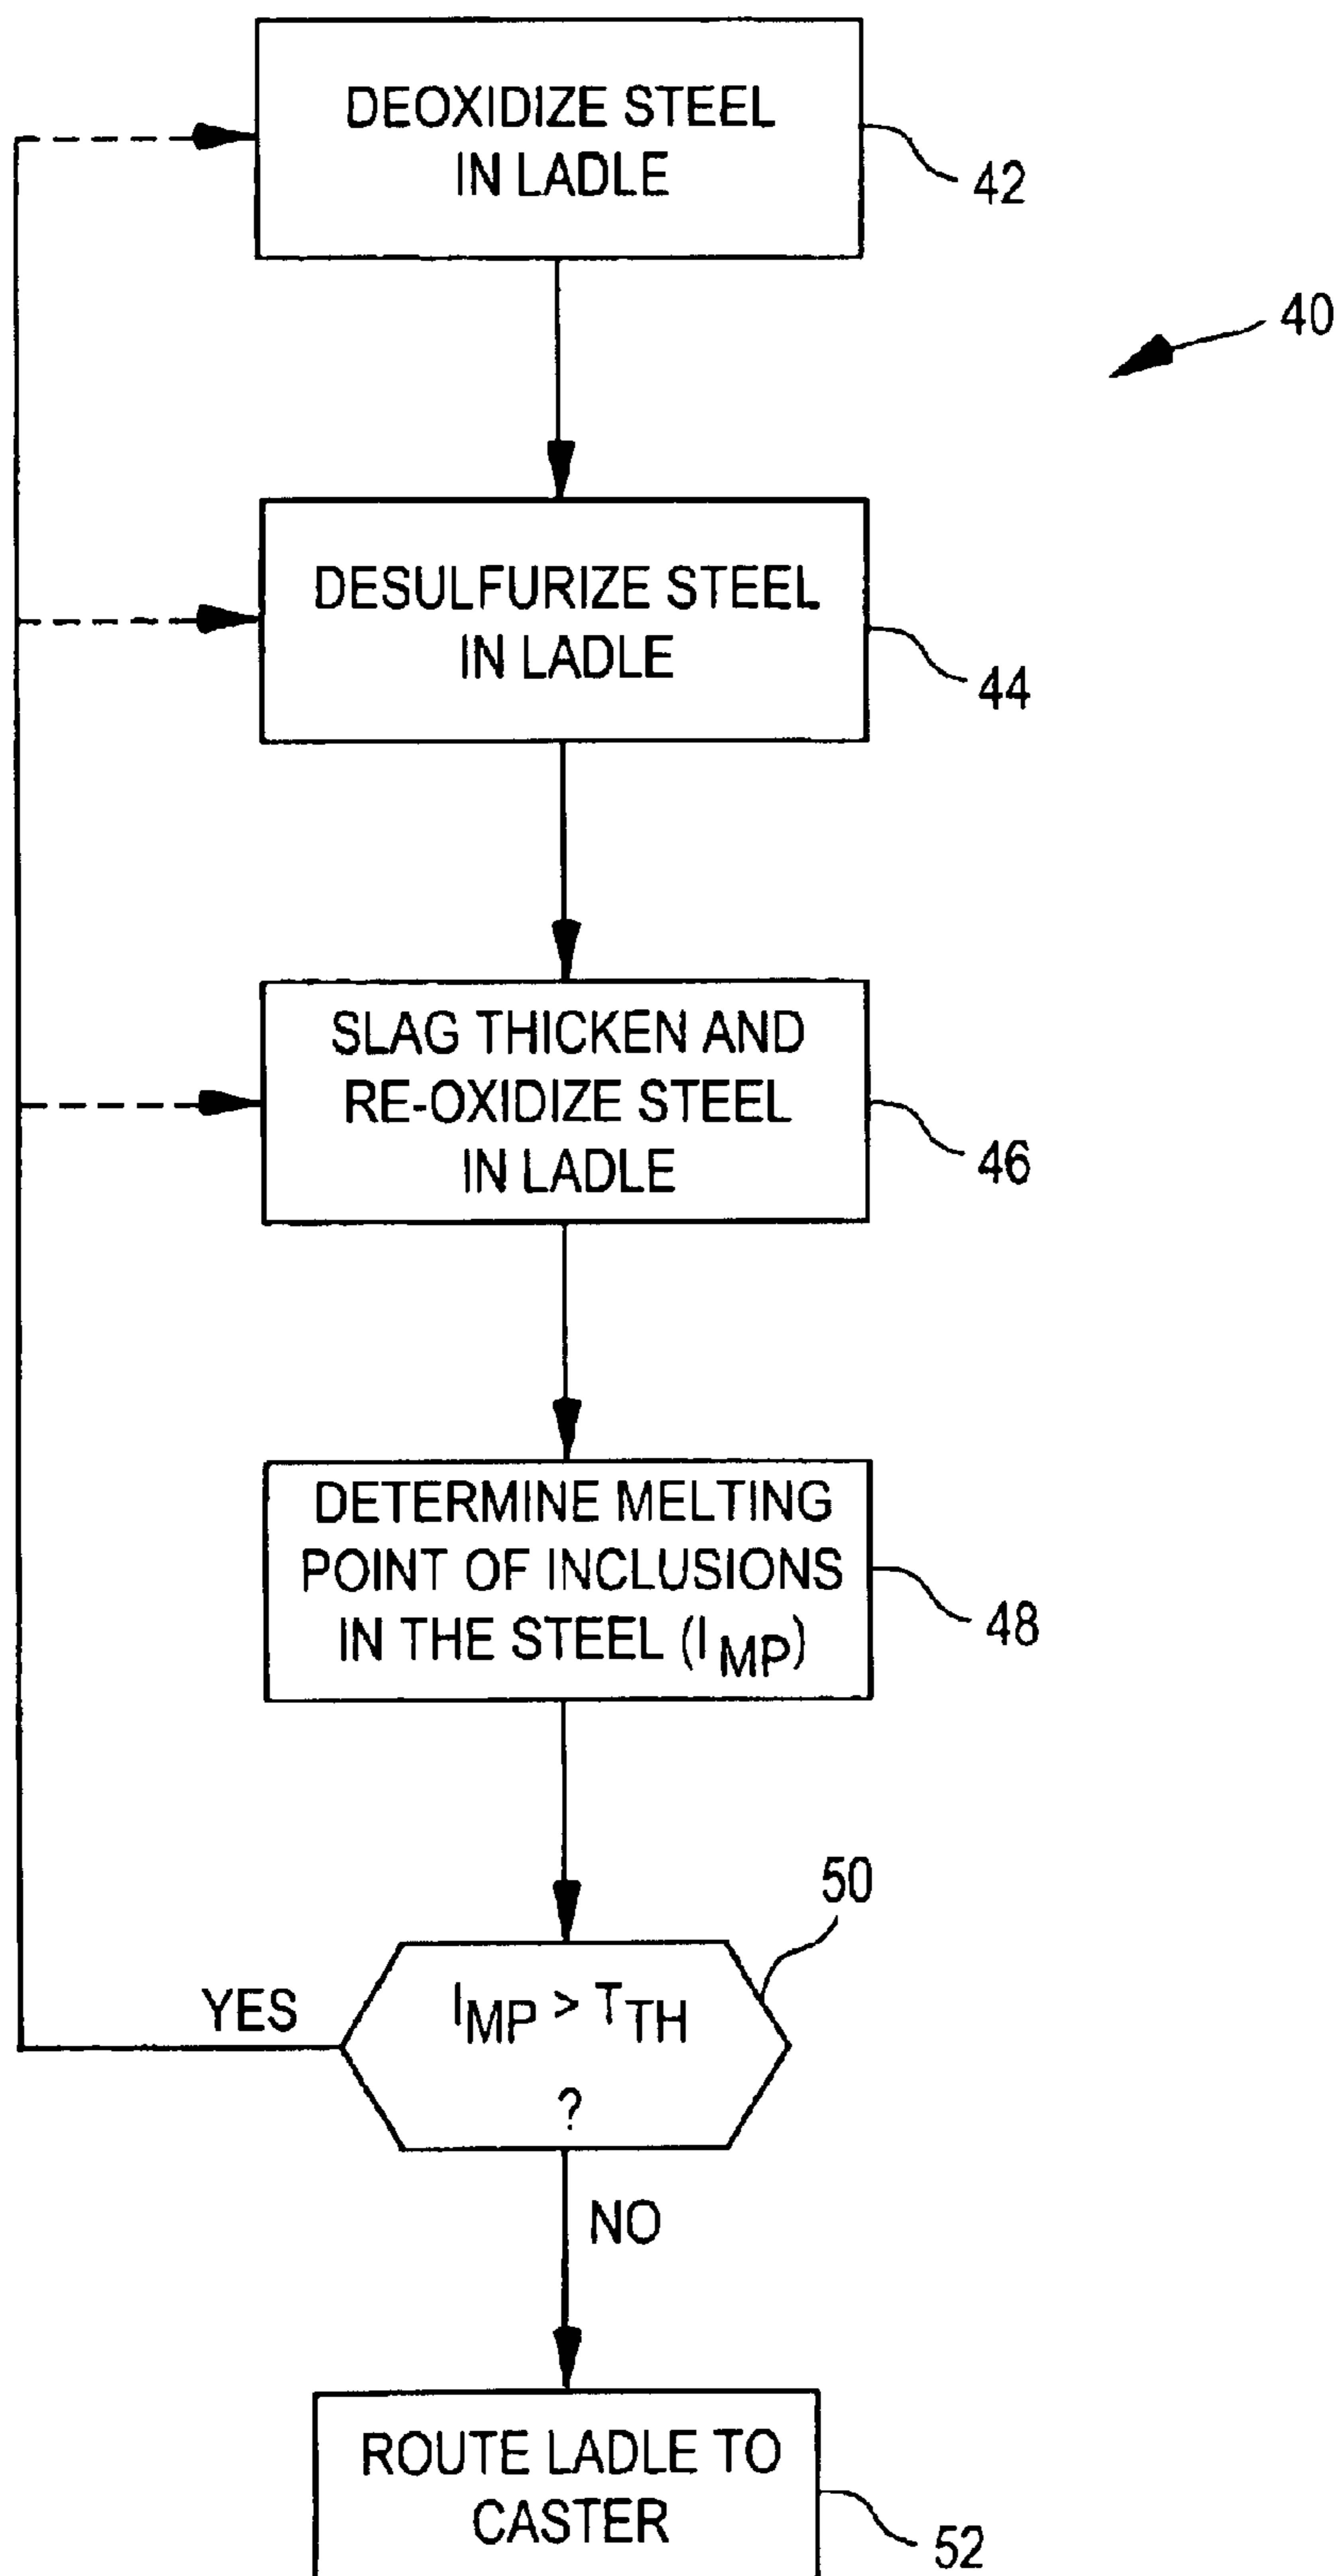 DEOXIDIZE STEEL
IN LADLE
42
40
DESULFURIZE STEEL
IN LADLE
44
SLAG THICKEN AND
RE-OXIDIZE STEEL
IN LADLE
46
DETERMINE MELTING
POINT OF INCLUSIONS
IN THE STEEL (I MP)
48
50
YES
IMP > TTH
?
NO
ROUTE LADLE TO
CASTER
52